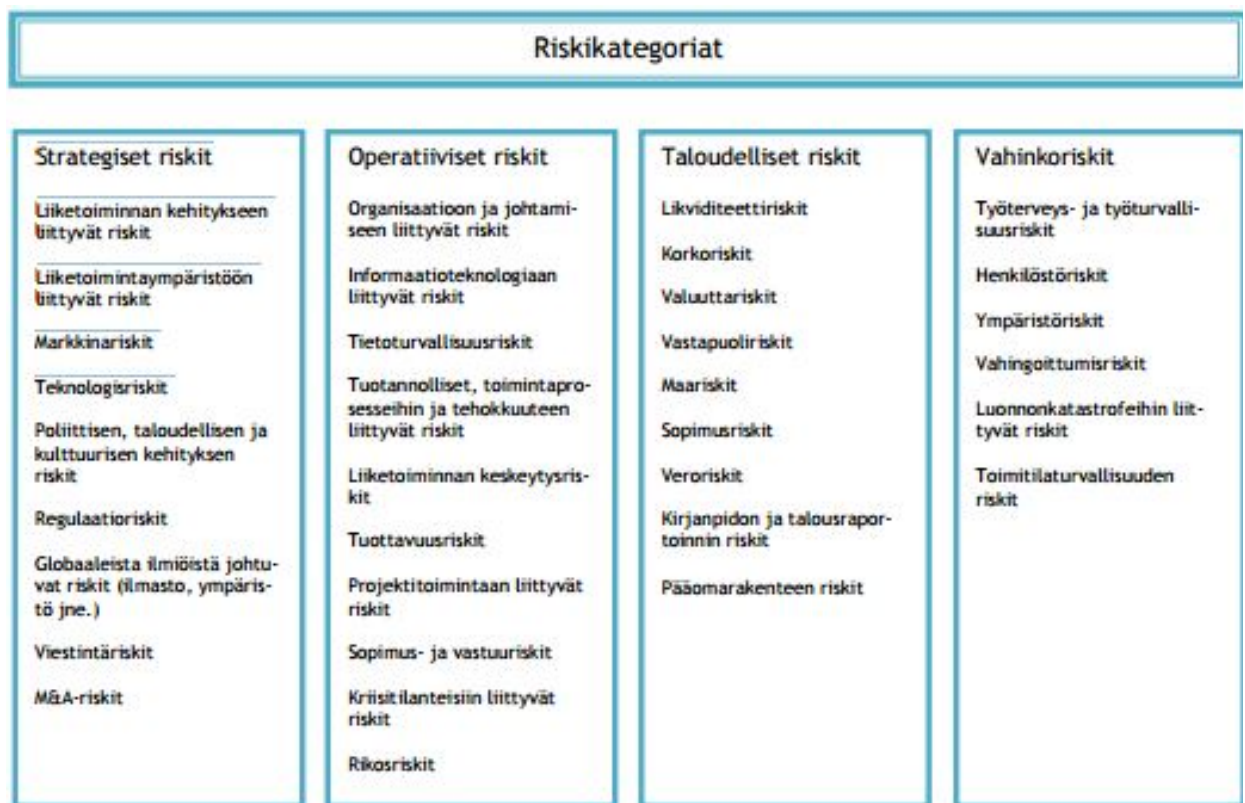 Riskikategoriat
Strategiset riskit
Liiketoiminnan kehitykseen
liittyvät riskit
Liiketoimintaympäristöön
liittyvät riskit
Markkinariskit
Teknologisriskit
Poliittisen, taloudellisen ja
kulttuurisen kehityksen
riskit
Regulaatioriskit
Globaaleista ilmiöistä johtu-
vat riskit (ilmasto, ympäris-
tö jne.)
Viestintäriskit
M&A-riskit
Operatiiviset riskit
Organisaatioon ja johtami-
seen liittyvät riskit
Informaatioteknologiaan
liittyvät riskit
Tietoturvallisuusriskit
Tuotannolliset, toimintapro-
sesseihin ja tehokkuuteen
liittyvät riskit
Liiketoiminnan keskeytysris-
kit
Tuottavuusriskit
Projektitoimintaan liittyvät
riskit
Sopimus- ja vastuuriskit
Kriisitilanteisiin liittyvät
riskit
Rikosriskit
Taloudelliset riskit
Likviditeettiriskit
Korkoriskit
Valuuttariskit
Vastapuoliriskit
Maariskit
Sopimusriskit
Veroriskit
Kirjanpidon ja talousrapor-
toinnin riskit
Pääomarakenteen riskit
Vahinkoriskit
Työterveys- ja työturvalli-
suusriskit
Henkilöstöriskit
Ympäristöriskit
Vahingoittumisriskit
Luonnonkatastrofeihin liit-
tyvät riskit
Toimitilaturvallisuuden
riskit